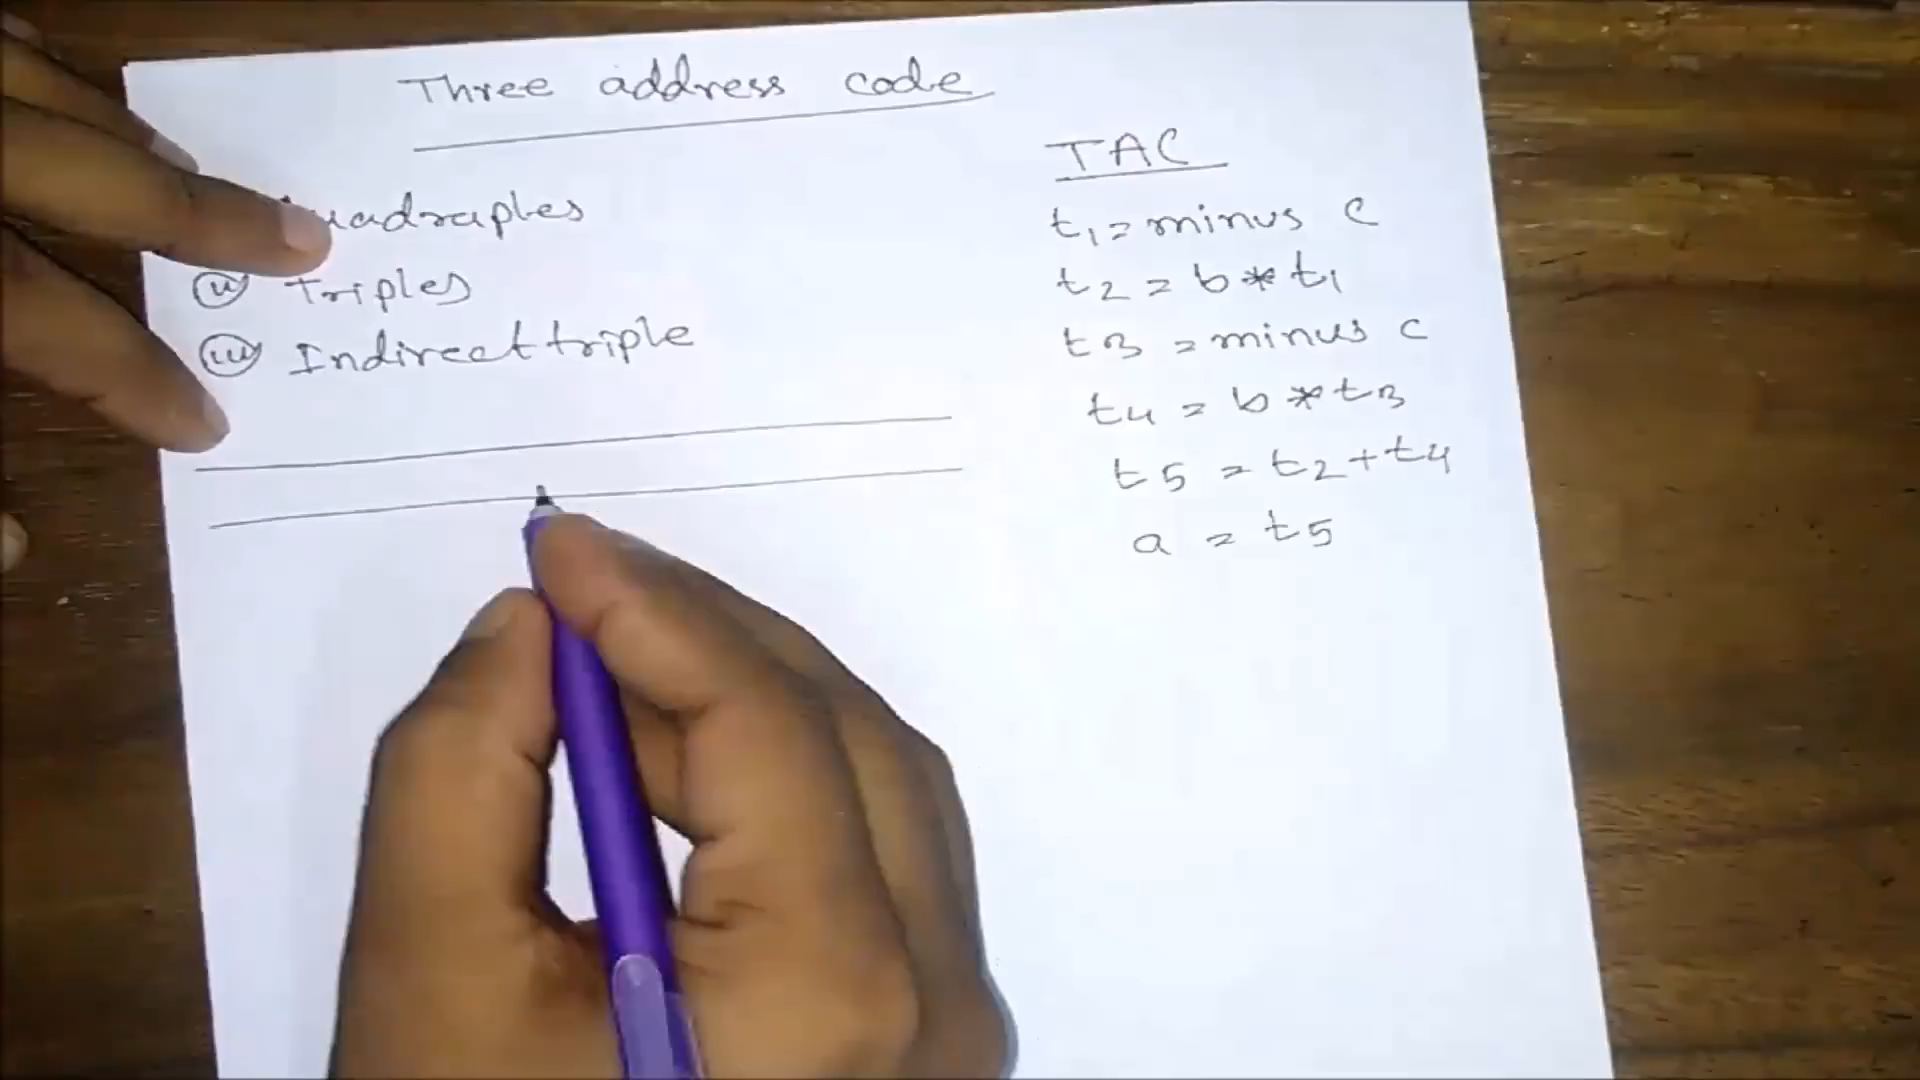 Three address code
uadruples
(ii) Triples
(iii) Indirect triple
TAC
t1 = minus c
t2 = b * t1
t3 = minus c
t4 = b * t3
t5 = t2 + t4
a = t5